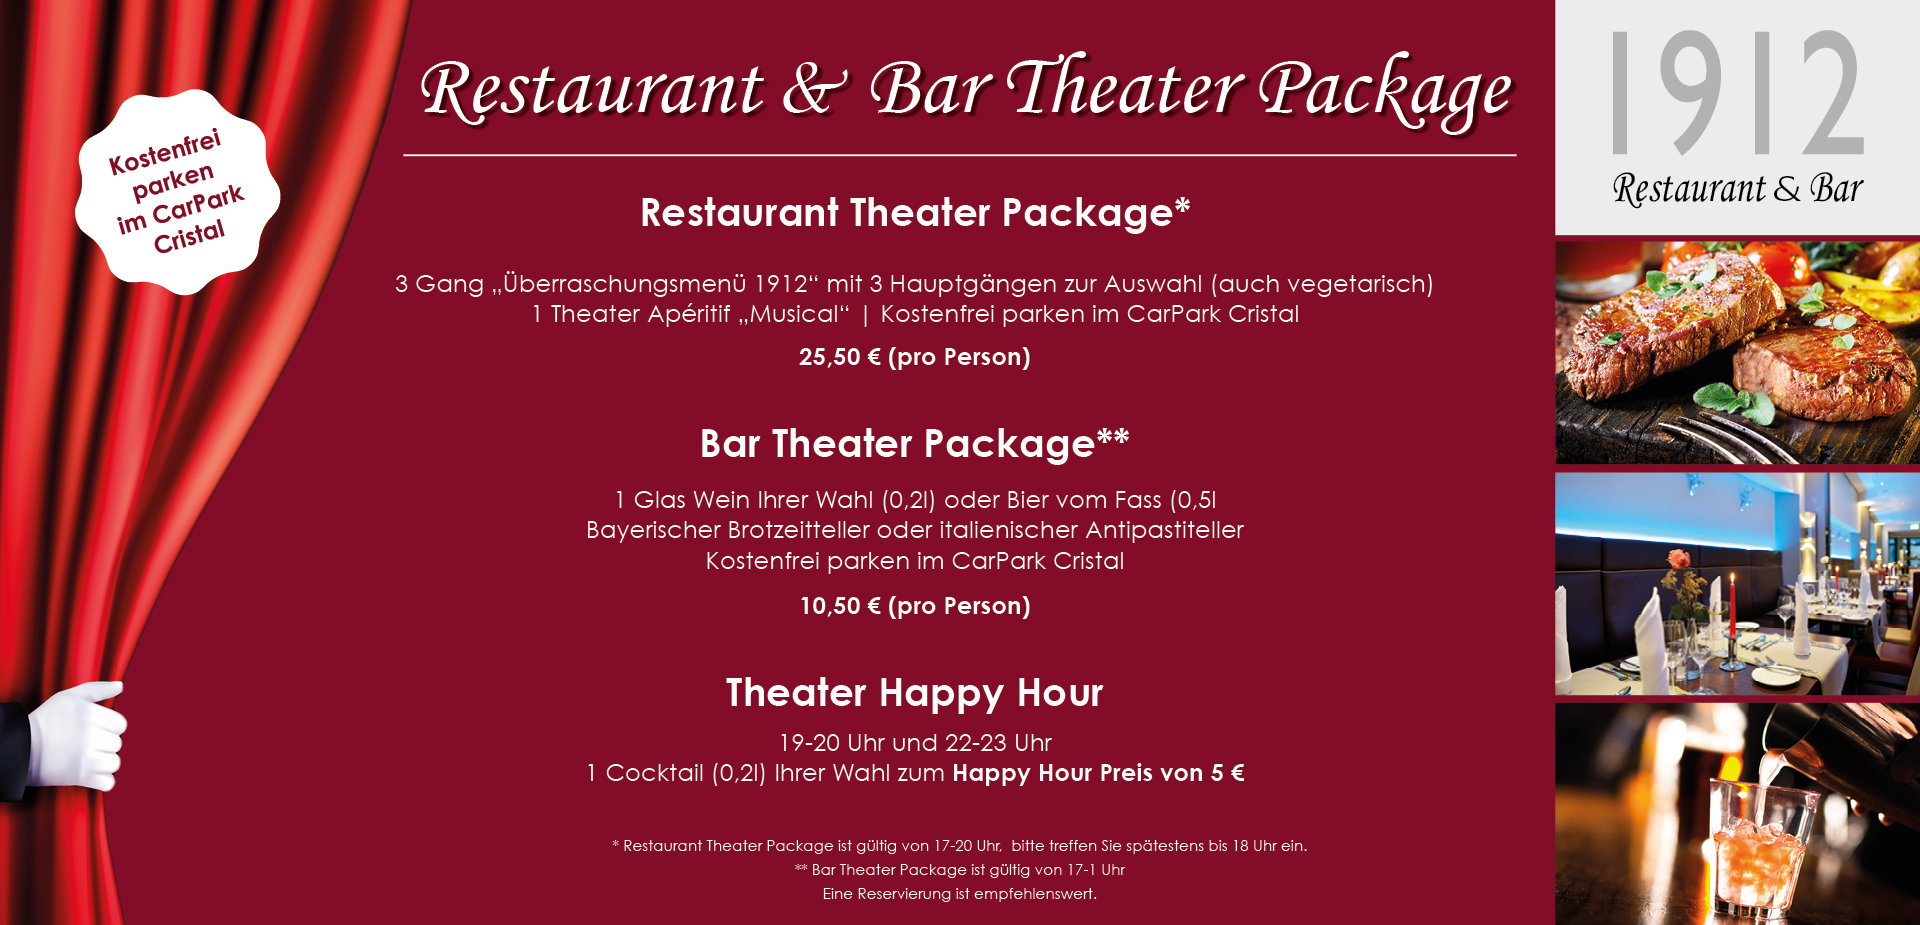 Restaurant & Bar Theater Package
1912
Restaurant & Bar
Kostenfrei
parken
im CarPark
Cristal
Restaurant Theater Package*
3 Gang „Überraschungsmenü 1912“ mit 3 Hauptgängen zur Auswahl (auch vegetarisch)
1 Theater Apéritif „Musical“ | Kostenfrei parken im CarPark Cristal
25,50 € (pro Person)
Bar Theater Package**
1 Glas Wein Ihrer Wahl (0,2l) oder Bier vom Fass (0,5l
Bayerischer Brotzeitteller oder italienischer Antipastiteller
Kostenfrei parken im CarPark Cristal
10,50 € (pro Person)
Theater Happy Hour
19-20 Uhr und 22-23 Uhr
1 Cocktail (0,2l) Ihrer Wahl zum Happy Hour Preis von 5 €
* Restaurant Theater Package ist gültig von 17-20 Uhr, bitte treffen Sie spätestens bis 18 Uhr ein.
** Bar Theater Package ist gültig von 17-1 Uhr
Eine Reservierung ist empfehlenswert.